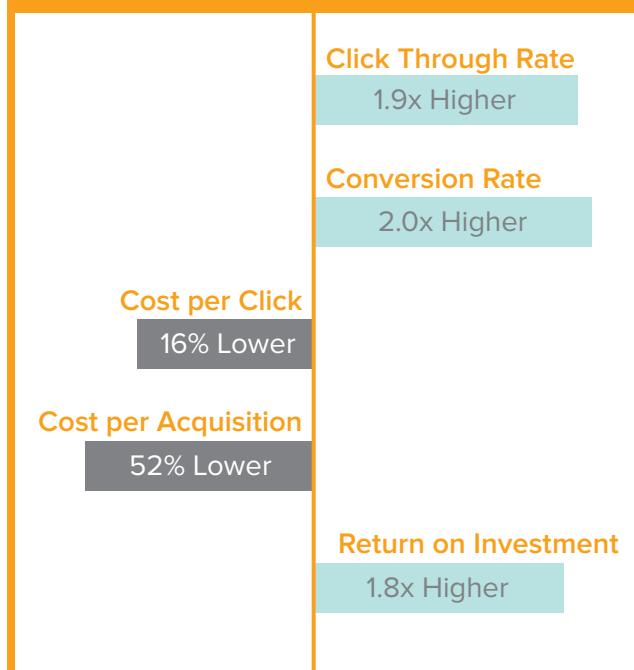 Click Through Rate
1.9x Higher
Conversion Rate
2.0x Higher
Cost per Click
16% Lower
Cost per Acquisition
52% Lower
Return on Investment
1.8x Higher